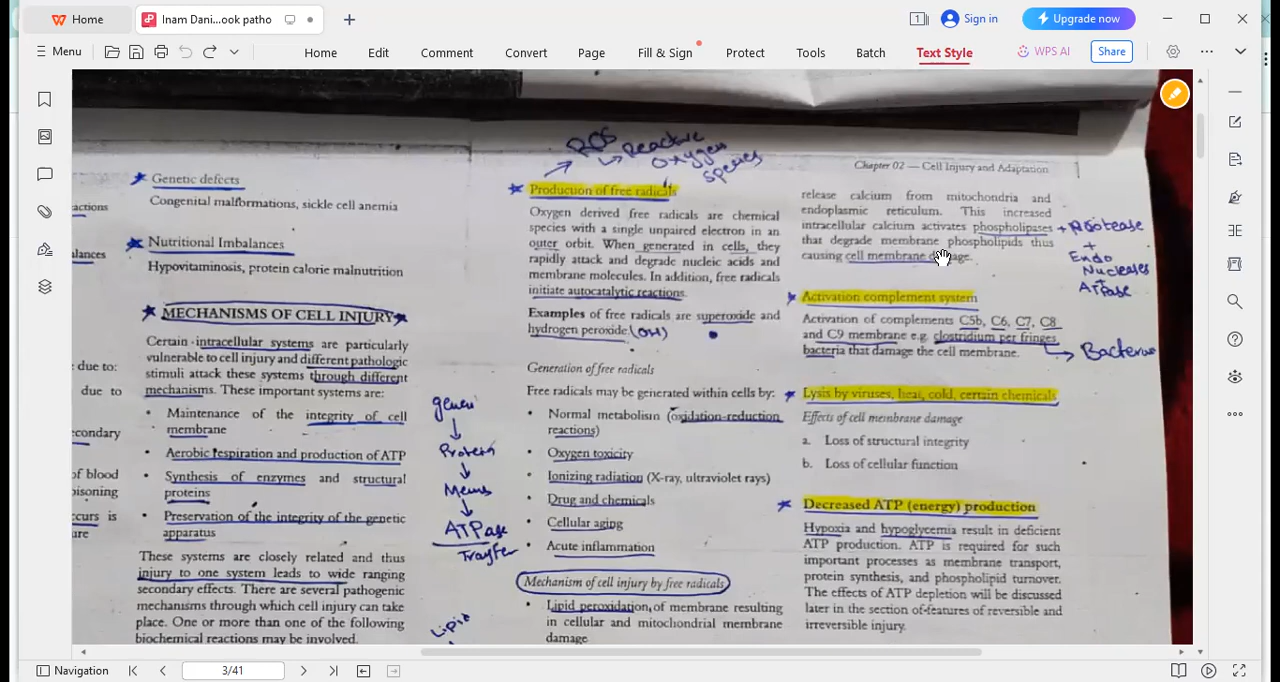 Home
Inam Dani...ook patho
Sign in
Upgrade now
Menu
Home
Edit
Comment
Convert
Page
Fill & Sign
Protect
Tools
Batch
Text Style
WPS AI
Share
actions
alances
due to:
due to
econdary
of blood
oisoning
ccurs is
ure
Genetic defects
Congenital malformations, sickle cell anemia
Nutritional Imbalances
Hypovitaminosis, protein calorie malnutrition
MECHANISMS OF CELL INJURY
Certain intracellular systems are particularly
vulnerable to cell injury and different pathologic
stimuli attack these systems through different
mechanisms. These important systems are:
• Maintenance of the integrity of cell
membrane
• Aerobic respiration and production of ATP
• Synthesis of enzymes and structural
proteins
• Preservation of the integrity of the genetic
apparatus
These systems are closely related and thus
injury to one system leads to wide ranging
secondary effects. There are several pathogenic
mechanisms through which cell injury can take
place. One or more than one of the following
biochemical reactions may be involved.
Protein
ATPase
Lipid
ROS
Reactive
Oxygen
Species
Production of free radicals
Oxygen derived free radicals are chemical
species with a single unpaired electron in an
outer orbit. When generated in cells, they
rapidly attack and degrade nucleic acids and
membrane molecules. In addition, free radicals
initiate autocatalytic reactions.
Examples of free radicals are superoxide and
hydrogen peroxide. (OH)
Generation of free radicals
Free radicals may be generated within cells by:
• Normal metabolism (oxidation-reduction
reactions)
• Oxygen toxicity
• Ionizing radiation (X-ray, ultraviolet rays)
• Drug and chemicals
• Cellular aging
• Acute inflammation
Mechanism of cell injury by free radicals
• Lipid peroxidation, of membrane resulting
in cellular and mitochondrial membrane
damage
Chapter 02 — Cell Injury and Adaptation
release calcium from mitochondria and
endoplasmic reticulum. This increased
intracellular calcium activates phospholipases
that degrade membrane phospholipids thus
causing cell membrane damage.
+ Protease
+
Endo
Nucleases
+
ATPase
Activation complement system
Activation of complements C5b, C6, C7, C8
and C9 membrane e.g. clostridium per fringes
bacteria that damage the cell membrane.
Lysis by viruses, heat, cold, certain chemicals
Effects of cell membrane damage
a. Loss of structural integrity
b. Loss of cellular function
Decreased ATP (energy) production
Hypoxia and hypoglycemia result in deficient
ATP production. ATP is required for such
important processes as membrane transport,
protein synthesis, and phospholipid turnover.
The effects of ATP depletion will be discussed
later in the section of-features of reversible and
irreversible injury.
Navigation
3/41